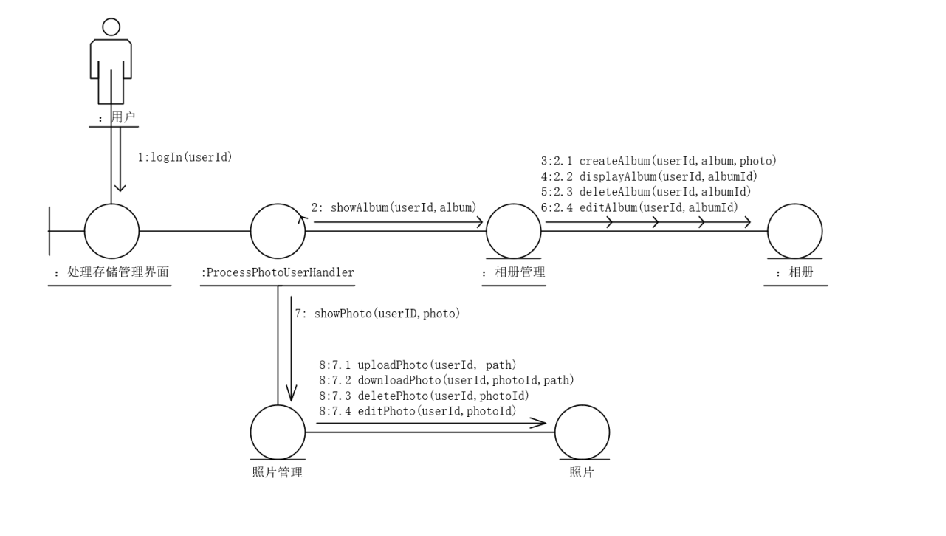 ：用户
1:login(userId)
3:2.1 createAlbum(userId,album,photo)
4:2.2 displayAlbum(userId,albumId)
5:2.3 deleteAlbum(userId,albumId)
6:2.4 editAlbum(userId,albumId)
2: showAlbum(userId,album)
：处理存储管理界面
:ProcessPhotoUserHandler
：相册管理
：相册
7: showPhoto(userID,photo)
8:7.1 uploadPhoto(userId, path)
8:7.2 downloadPhoto(userId,photoId,path)
8:7.3 deletePhoto(userId,photoId)
8:7.4 editPhoto(userId,photoId)
照片管理
照片